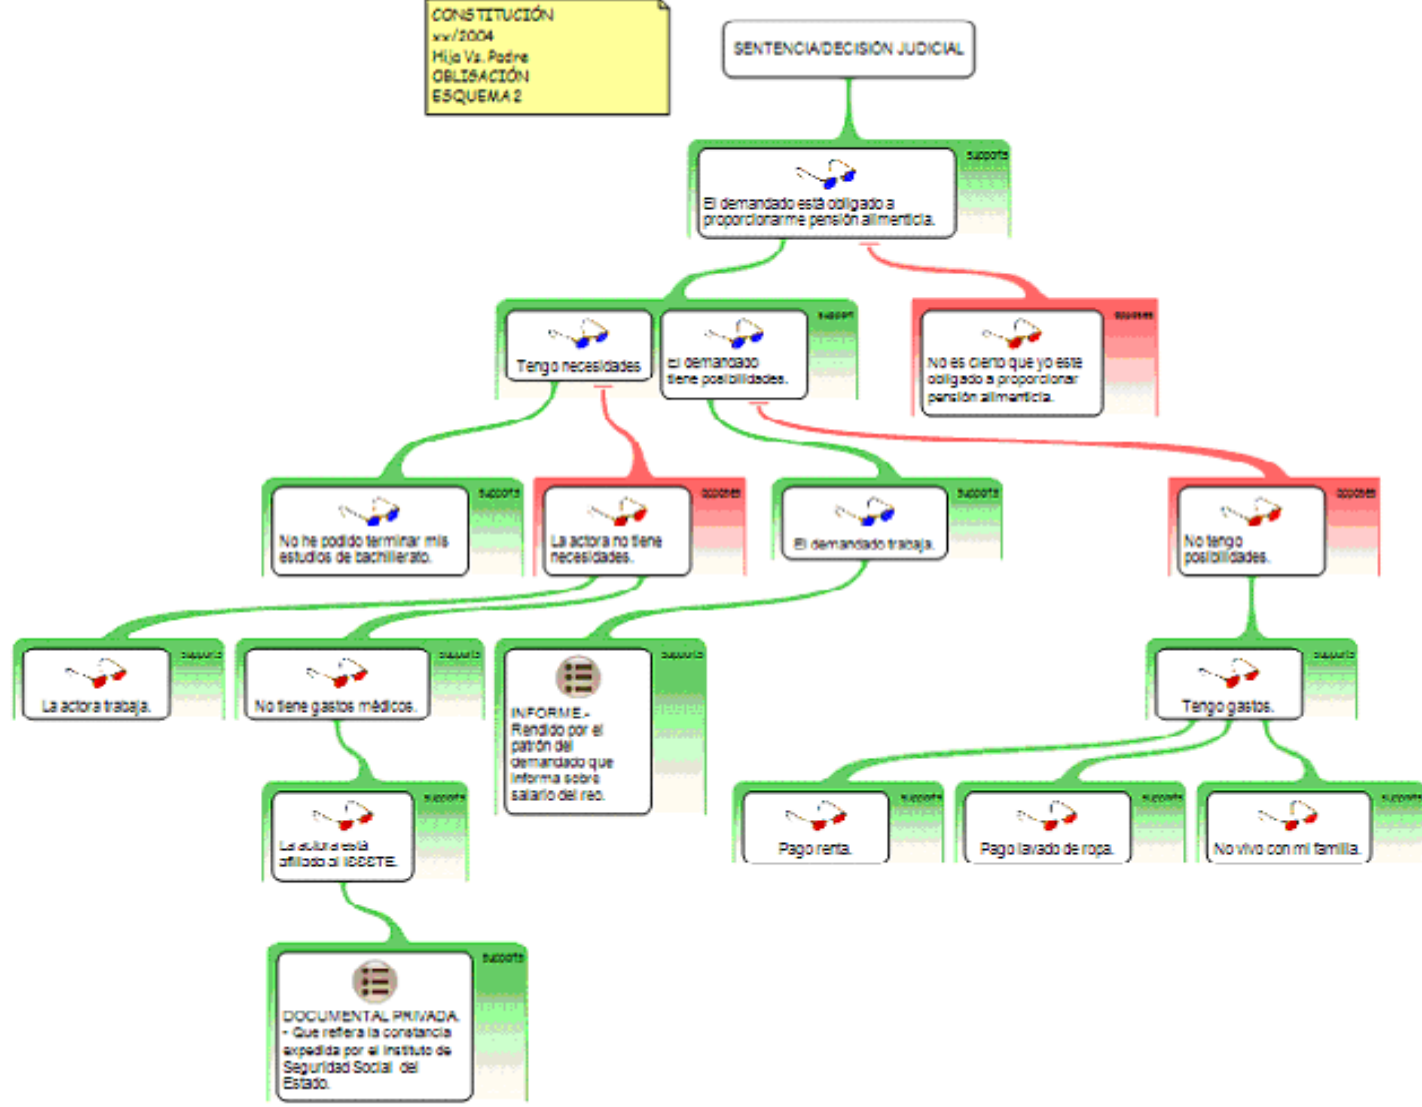 CONSTITUCIÓN
xx/2004
Hija Vs. Padre
OBLIGACIÓN
ESQUEMA 2
SENTENCIA/DECISIÓN JUDICIAL
supports
El demandado está obligado a
proporcionarme pensión alimenticia.
support
Tengo necesidades
El demandado
tiene posibilidades.
opposes
No es cierto que yo este
obligado a proporcionar
pensión alimenticia.
supports
No he podido terminar mis
estudios de bachillerato.
opposes
La actora no tiene
necesidades.
supports
El demandado trabaja.
opposes
No tengo
posibilidades.
supports
La actora trabaja.
supports
No tiene gastos médicos.
supports
INFORME.-
Rendido por el
patrón del
demandado que
informa sobre
salario del reo.
supports
Tengo gastos.
supports
La actora está
afiliada al ISSSTE.
supports
Pago renta.
supports
Pago lavado de ropa.
supports
No vivo con mi familia.
supports
DOCUMENTAL PRIVADA.
- Que refiera la constancia
expedida por el Instituto de
Seguridad Social del
Estado.